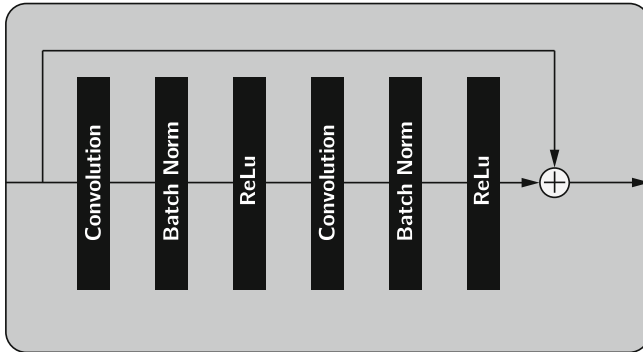 Convolution
Batch Norm
ReLu
Convolution
Batch Norm
ReLu